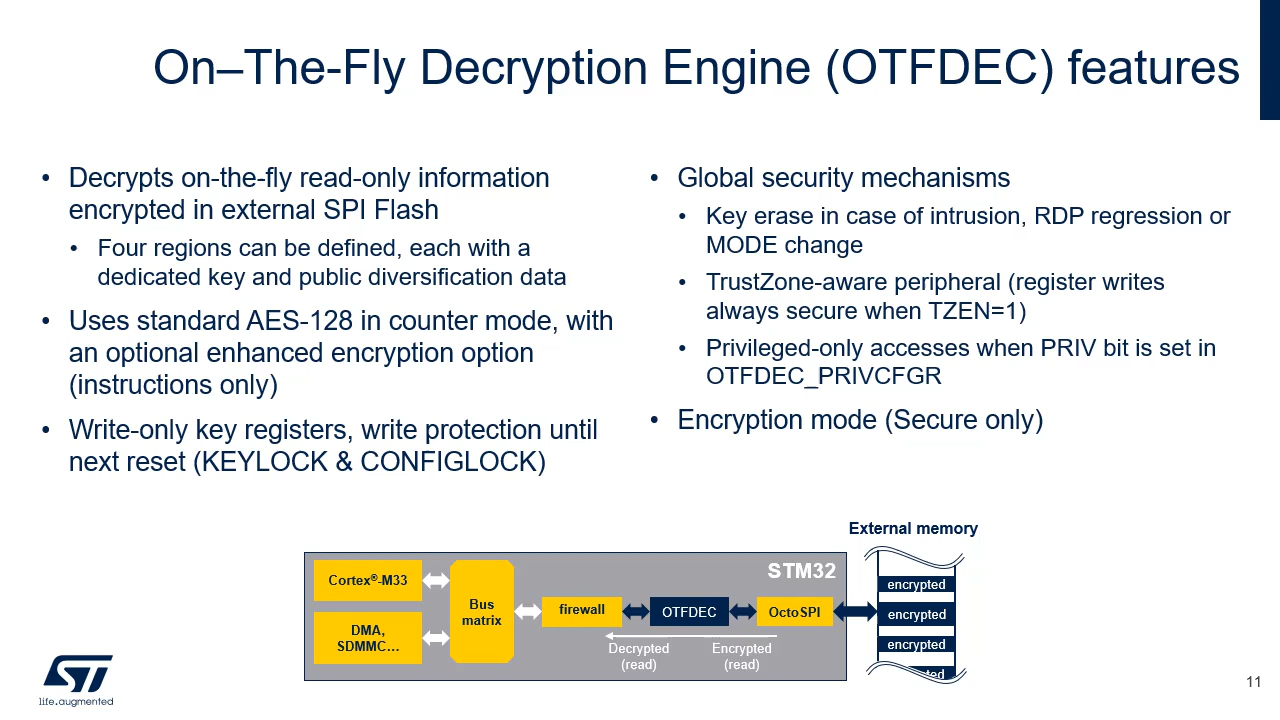 On–The-Fly Decryption Engine (OTFDEC) features
• Decrypts on-the-fly read-only information
encrypted in external SPI Flash
• Four regions can be defined, each with a
dedicated key and public diversification data
• Uses standard AES-128 in counter mode, with
an optional enhanced encryption option
(instructions only)
• Write-only key registers, write protection until
next reset (KEYLOCK & CONFIGLOCK)
• Global security mechanisms
• Key erase in case of intrusion, RDP regression or
MODE change
• TrustZone-aware peripheral (register writes
always secure when TZEN=1)
• Privileged-only accesses when PRIV bit is set in
OTFDEC_PRIVCFGR
• Encryption mode (Secure only)
External memory
STM32
Cortex®-M33
DMA,
SDMMC…
Bus
matrix
firewall
OTFDEC
OctoSPI
Decrypted
(read)
Encrypted
(read)
encrypted
encrypted
encrypted
ST
life.augmented
11